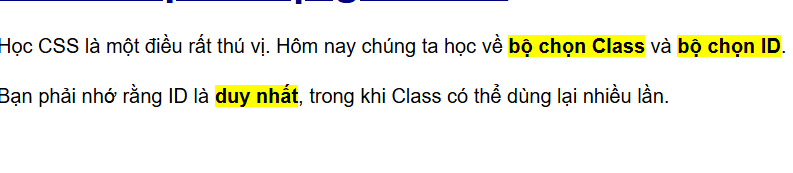 Học CSS là một điều rất thú vị. Hôm nay chúng ta học về bộ chọn Class và bộ chọn ID.
Bạn phải nhớ rằng ID là duy nhất, trong khi Class có thể dùng lại nhiều lần.